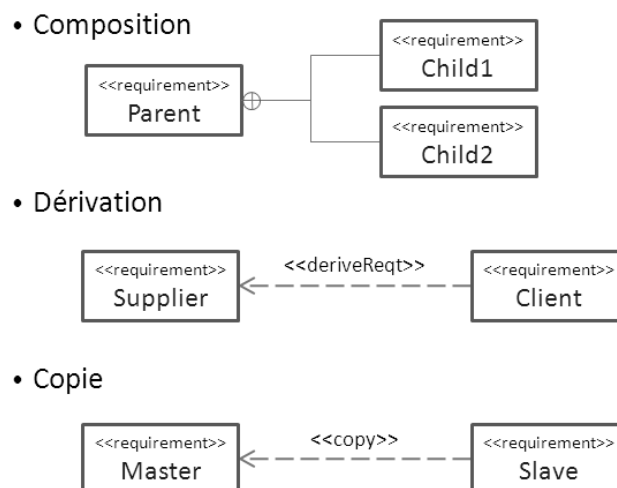 • Composition
<<requirement>>
Parent
<<requirement>>
Child1
<<requirement>>
Child2
• Dérivation
<<requirement>>
Supplier
<<deriveReqt>>
<<requirement>>
Client
• Copie
<<requirement>>
Master
<<copy>>
<<requirement>>
Slave